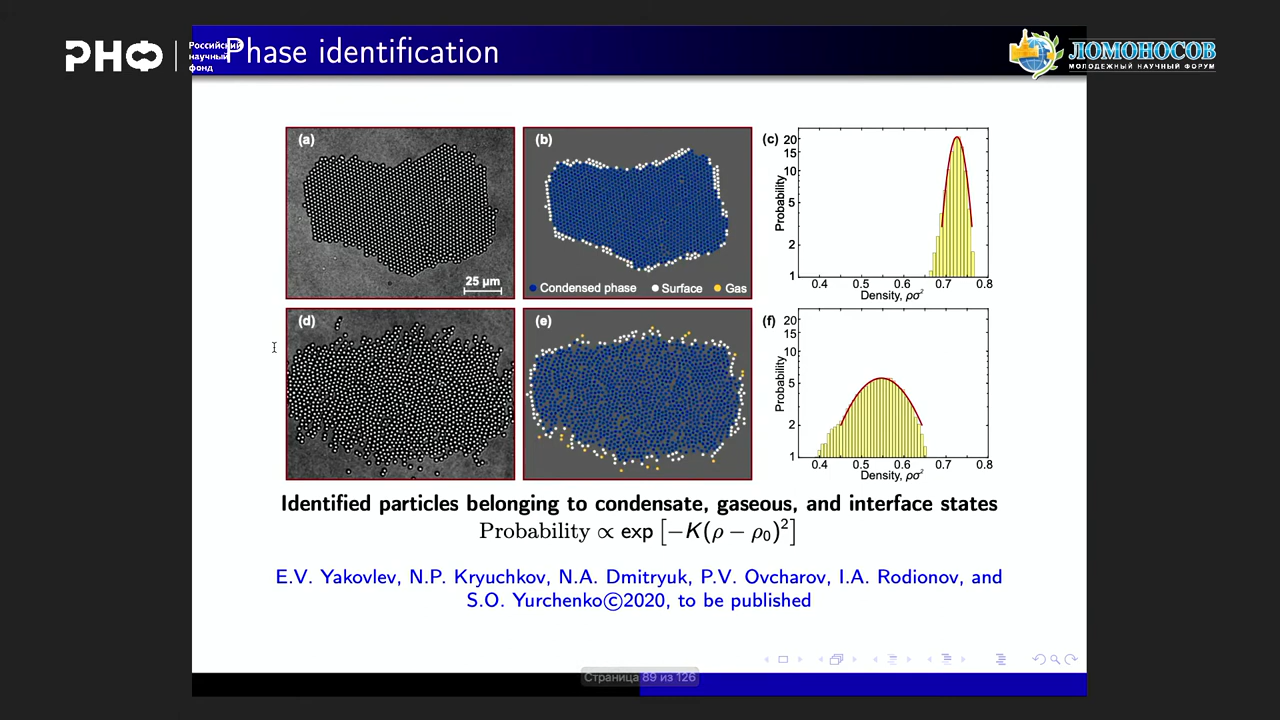 РНФ
Российский
научный
фонд
Phase identification
ЛОМОНОСОВ
МОЛОДЕЖНЫЙ НАУЧНЫЙ ФОРУМ
(a)
25 µm
(b)
Condensed phase
Surface
Gas
(c)
Probability
20
15
10
5
2
1
0.4 0.5 0.6 0.7 0.8
Density, ρσ²
(d)
(e)
(f)
Probability
20
15
10
5
2
1
0.4 0.5 0.6 0.7 0.8
Density, ρσ²
Identified particles belonging to condensate, gaseous, and interface states
Probability ∝ exp [−K(ρ − ρ₀)²]
E.V. Yakovlev, N.P. Kryuchkov, N.A. Dmitryuk, P.V. Ovcharov, I.A. Rodionov, and
S.O. Yurchenko©2020, to be published
Страница 89 из 126